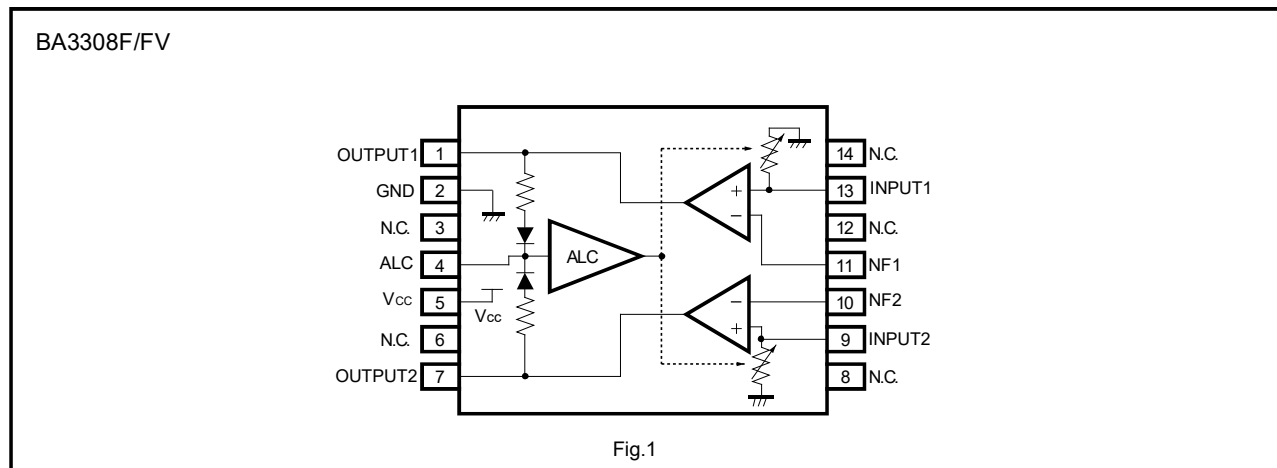 BA3308F/FV
OUTPUT1 1
GND 2
N.C. 3
ALC 4
VCC 5
N.C. 6
OUTPUT2 7
VCC
ALC
+
−
−
+
14 N.C.
13 INPUT1
12 N.C.
11 NF1
10 NF2
9 INPUT2
8 N.C.
Fig.1